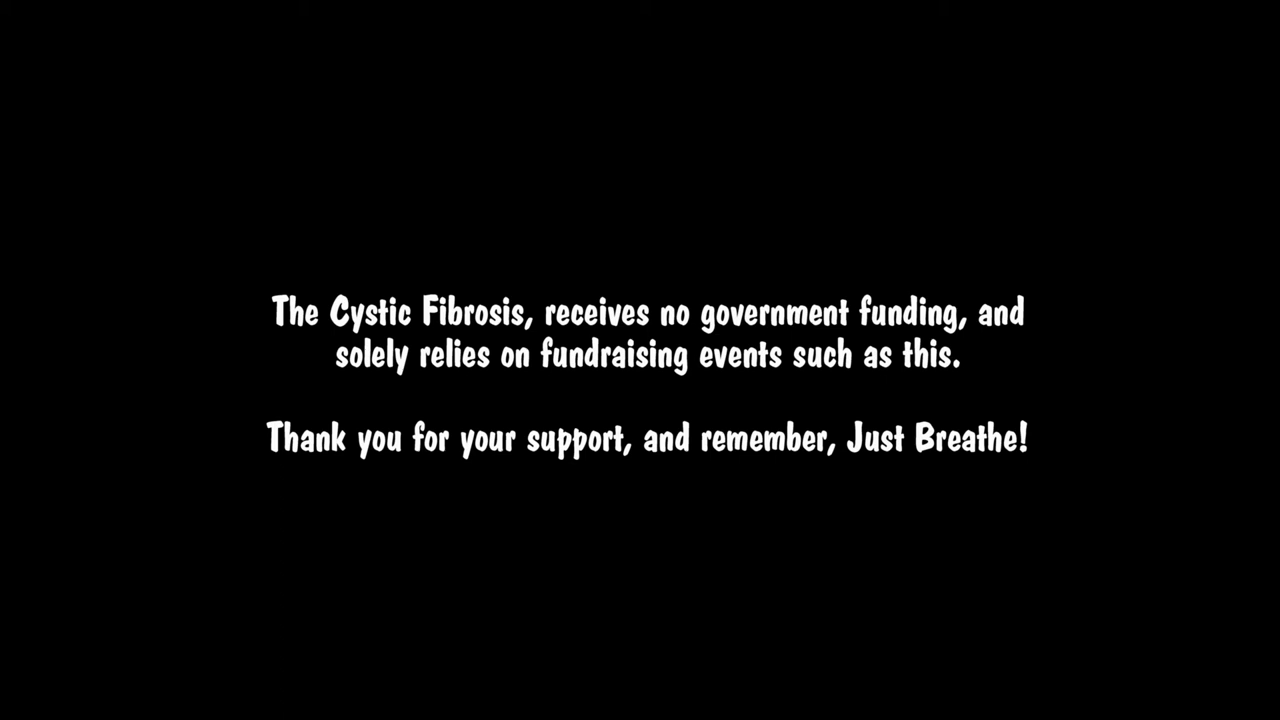 The Cystic Fibrosis, receives no government funding, and
solely relies on fundraising events such as this.
Thank you for your support, and remember, Just Breathe!